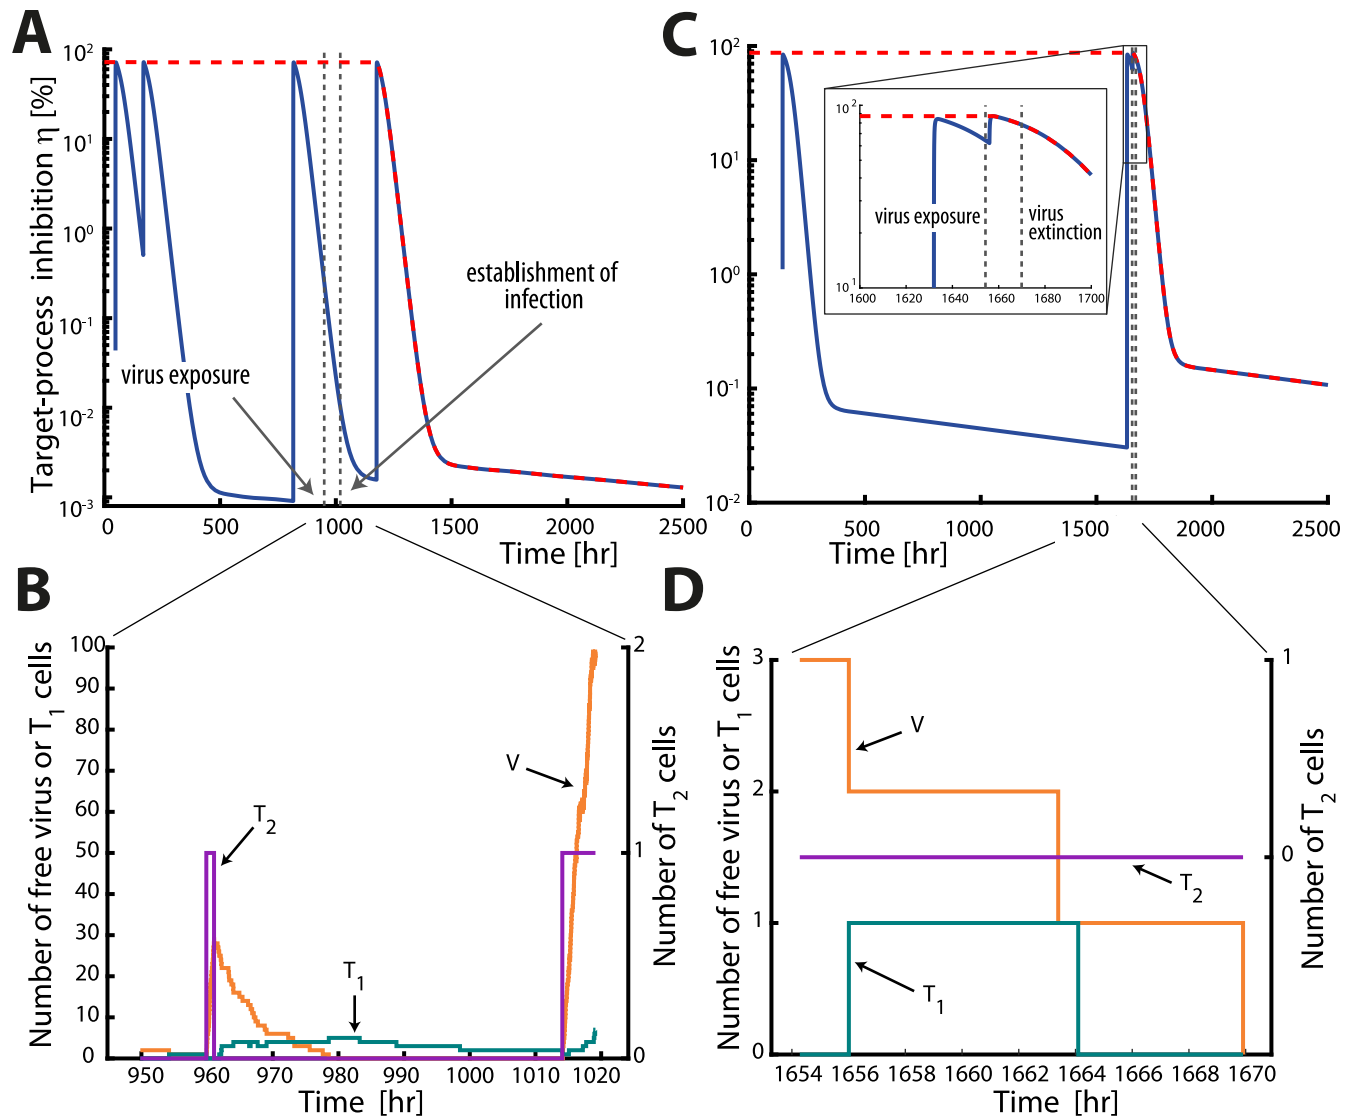 A
Target-process inhibition η [%]
10²
10¹
10⁰
10⁻¹
10⁻²
10⁻³
virus exposure
establishment of
infection
0
500
1000
1500
2000
2500
Time [hr]
C
10²
10¹
10⁰
10⁻¹
10⁻²
10²
10¹
virus exposure
virus
extinction
1600
1620
1640
1660
1680
1700
0
500
1000
1500
2000
2500
Time [hr]
B
Number of free virus or T₁ cells
100
90
80
70
60
50
40
30
20
10
0
T₂
T₁
V
2
1
0
Number of T₂ cells
950
960
970
980
990
1000
1010
1020
Time [hr]
D
Number of free virus or T₁ cells
3
2
1
0
V
T₂
T₁
1
0
Number of T₂ cells
1654
1656
1658
1660
1662
1664
1666
1668
1670
Time [hr]